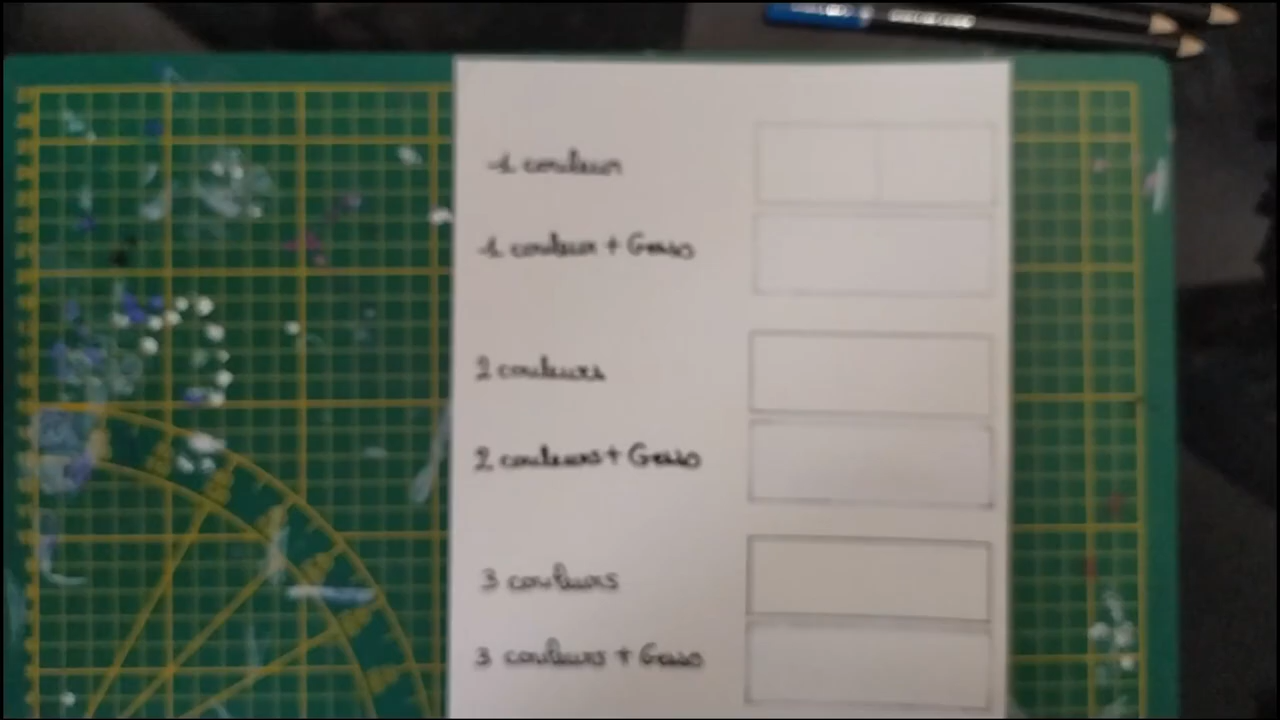 1 couleur
1 couleur + Gesso
2 couleurs
2 couleurs + Gesso
3 couleurs
3 couleurs + Gesso